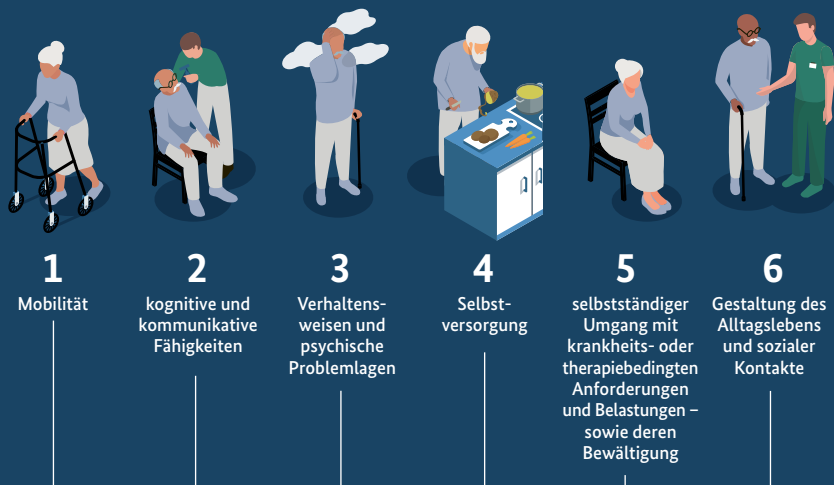 1
Mobilität
2
kognitive und
kommunikative
Fähigkeiten
3
Verhaltens-
weisen und
psychische
Problemlagen
4
Selbst-
versorgung
5
selbstständiger
Umgang mit
krankheits- oder
therapiebedingten
Anforderungen
und Belastungen –
sowie deren
Bewältigung
6
Gestaltung des
Alltagslebens
und sozialer
Kontakte